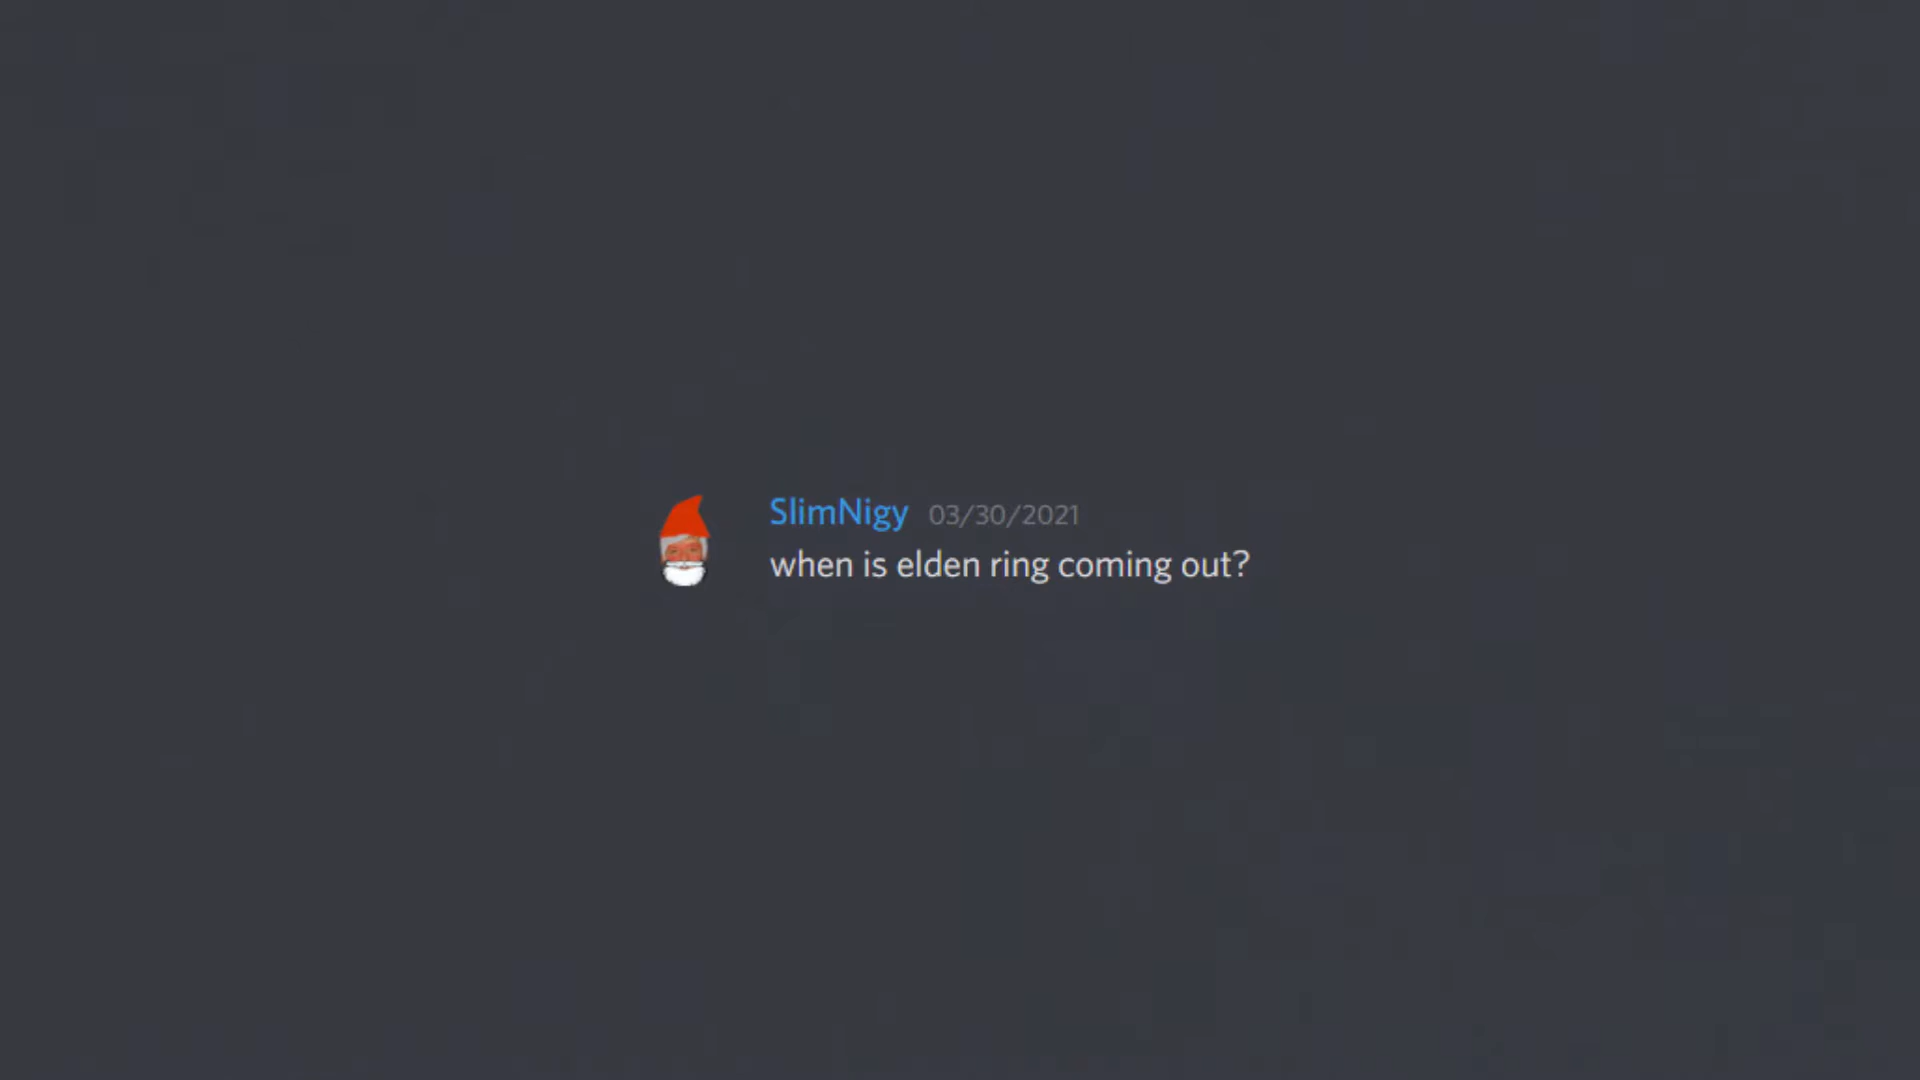 SlimNigy 03/30/2021
when is elden ring coming out?